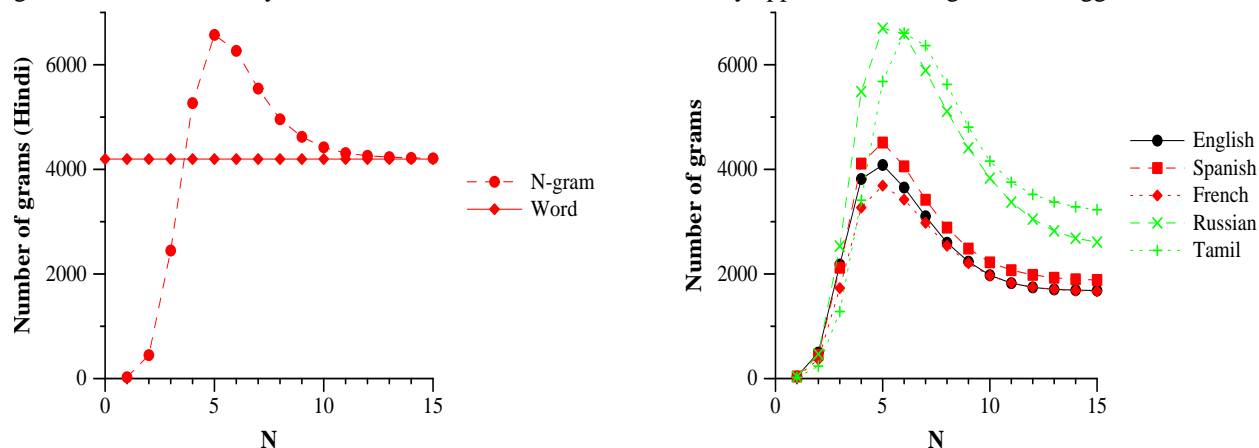 Number of grams (Hindi)
6000
4000
2000
0
0
5
10
15
N
N-gram
Word
Number of grams
6000
4000
2000
0
0
5
10
15
N
English
Spanish
French
Russian
Tamil